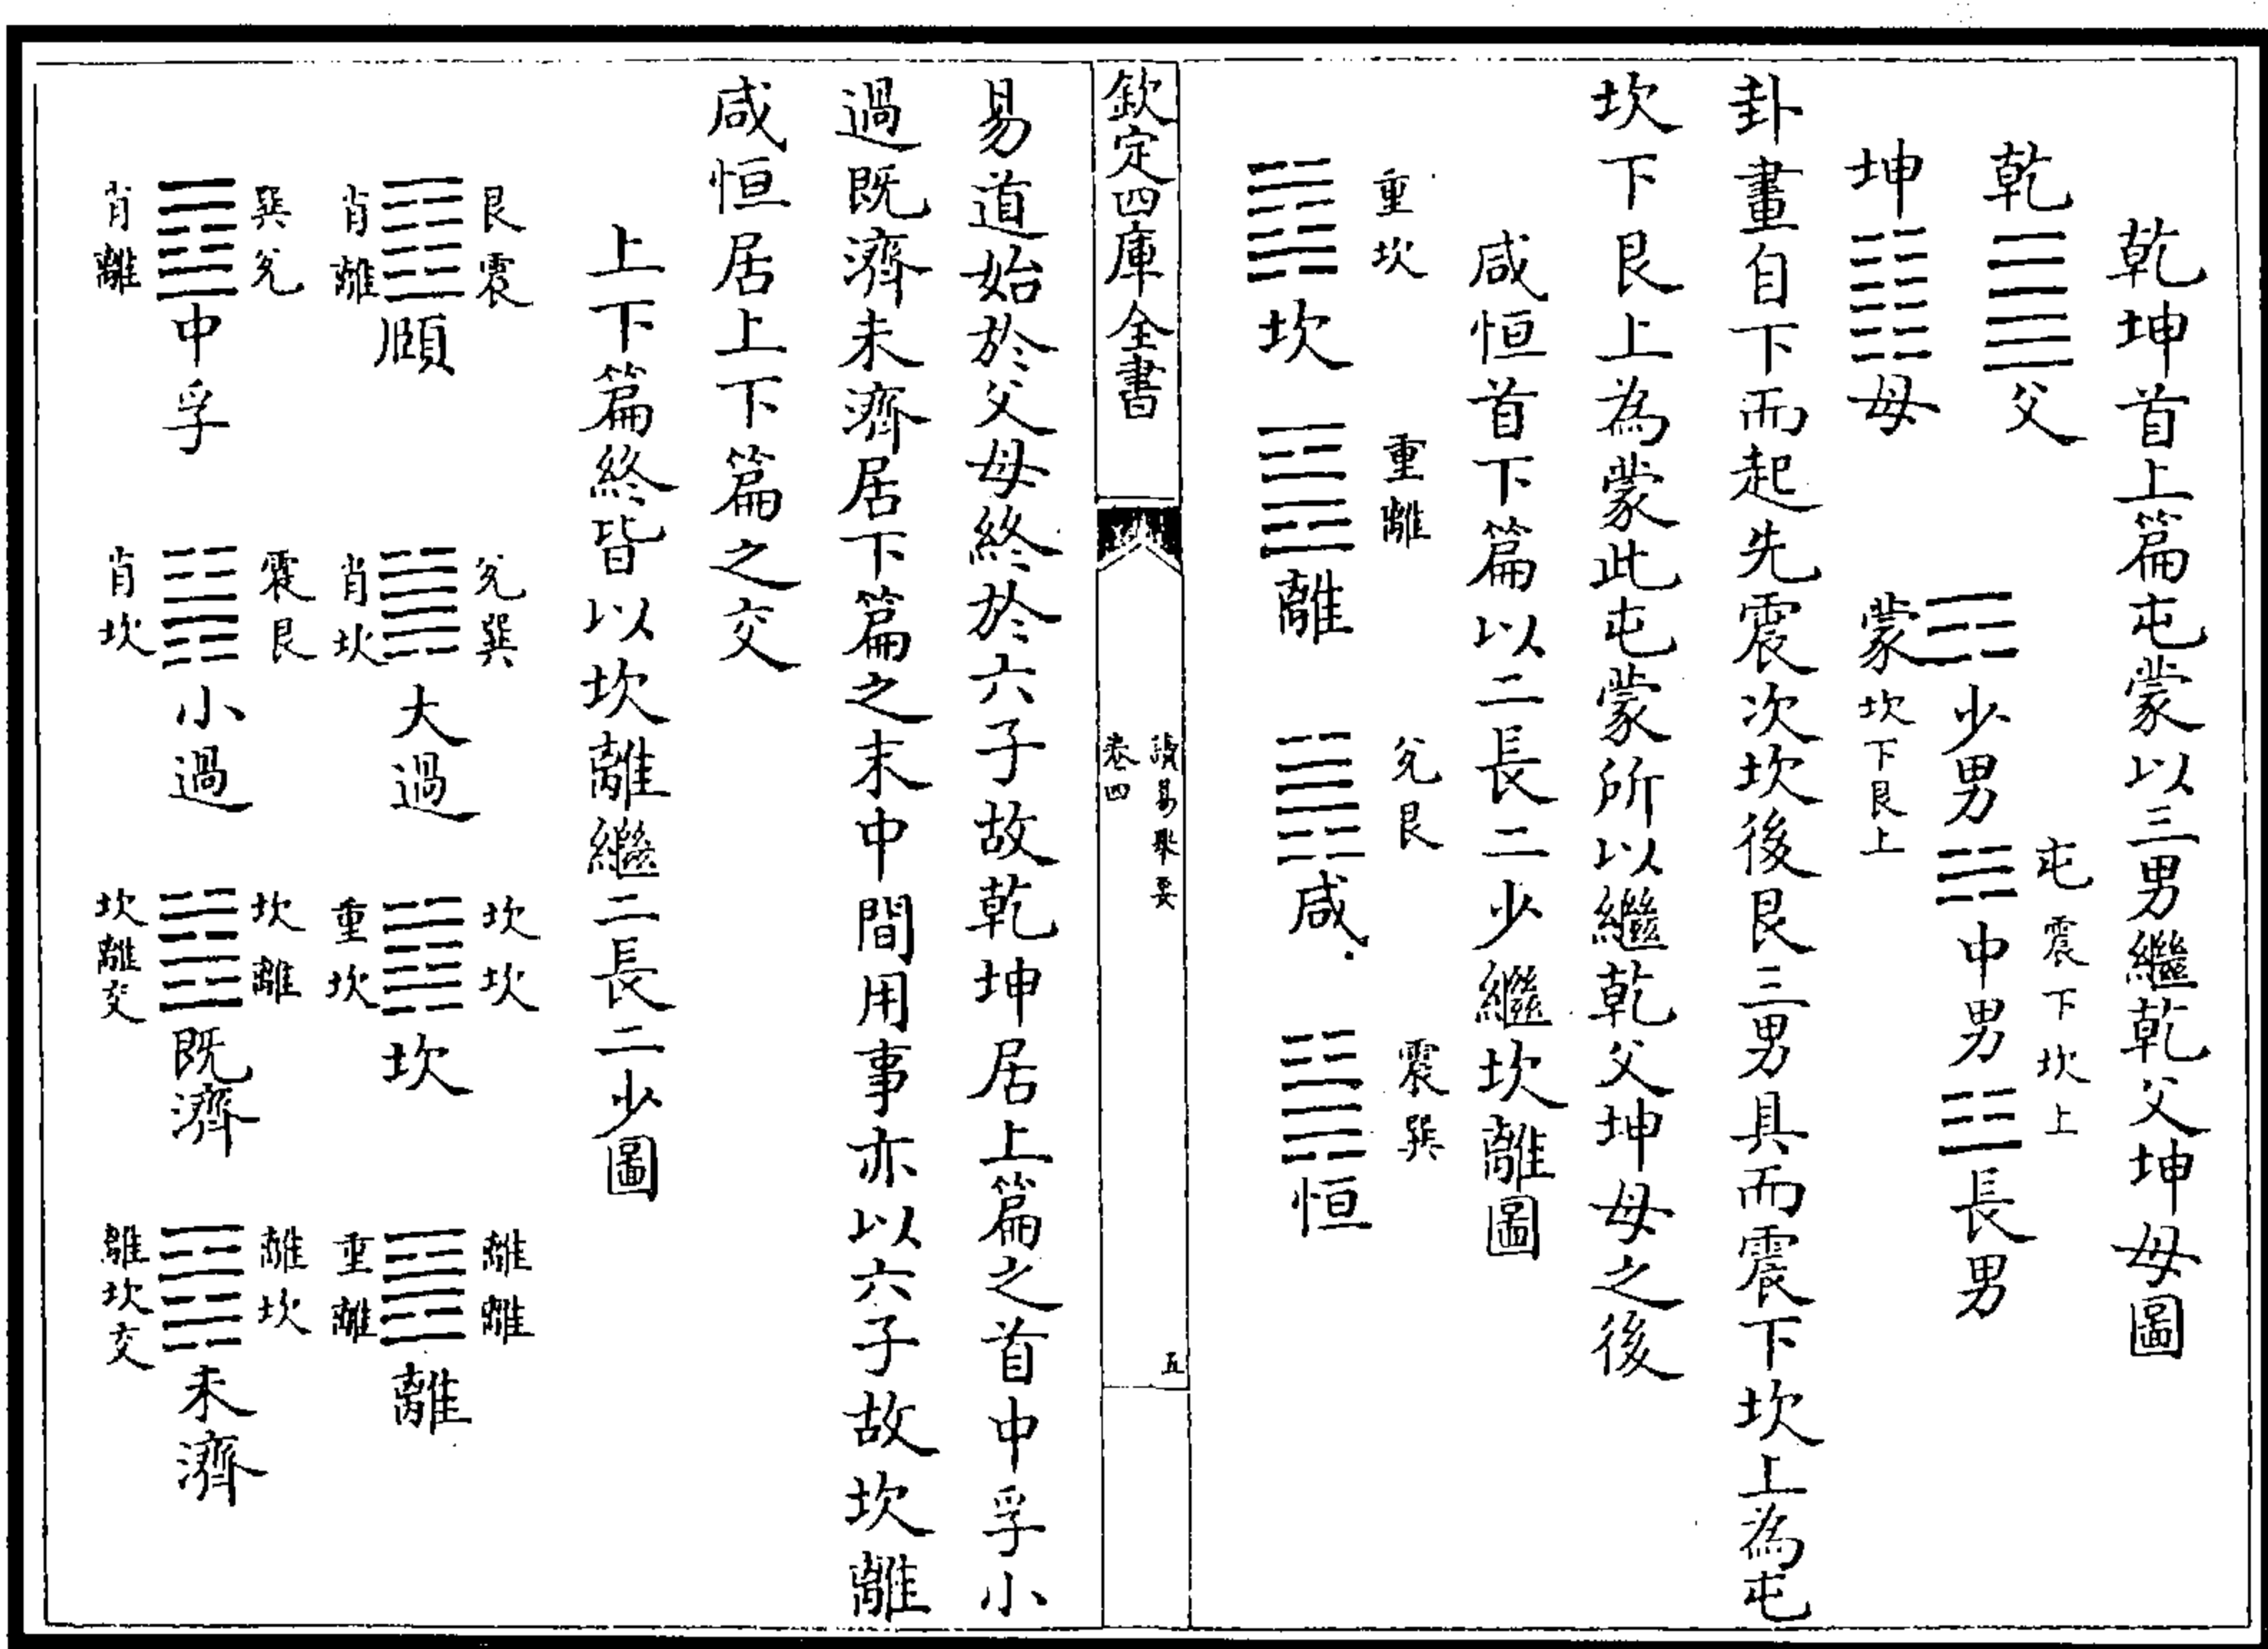 乾坤首上篇屯蒙以三男繼乾父坤母圖
乾父
坤母
屯震下坎上
少男 中男 長男
蒙坎下艮上
卦畫自下而起先震次坎後艮三男具而震下坎上為屯
坎下艮上為蒙此屯蒙所以繼乾父坤母之後
咸恒首下篇以二長二少繼坎離圖
重坎 重離 兊艮 震巽
坎 離 咸 恒
欽定四庫全書
讀易舉要
卷四
五
易道始於父母終於六子故乾坤居上篇之首中孚小
過既濟未濟居下篇之末中間用事亦以六子故坎離
咸恒居上下篇之交
上下篇終皆以坎離繼二長二少圖
艮震 兊巽 坎坎 離離
頤 大過 坎 離
肖離 肖坎 重坎 重離
巽兊 震艮 坎離 離坎
中孚 小過 既濟 未濟
肖離 肖坎 坎離交 離坎交